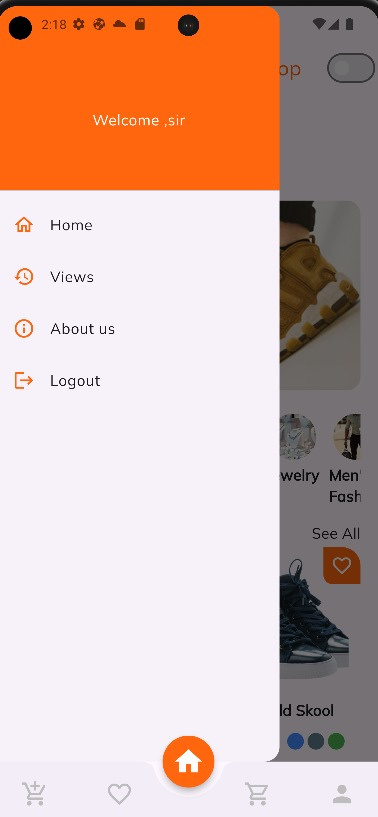 2:18
op
Welcome ,sir
Home
Views
About us
Logout
welry
Men'
Fash
See All
ld Skool